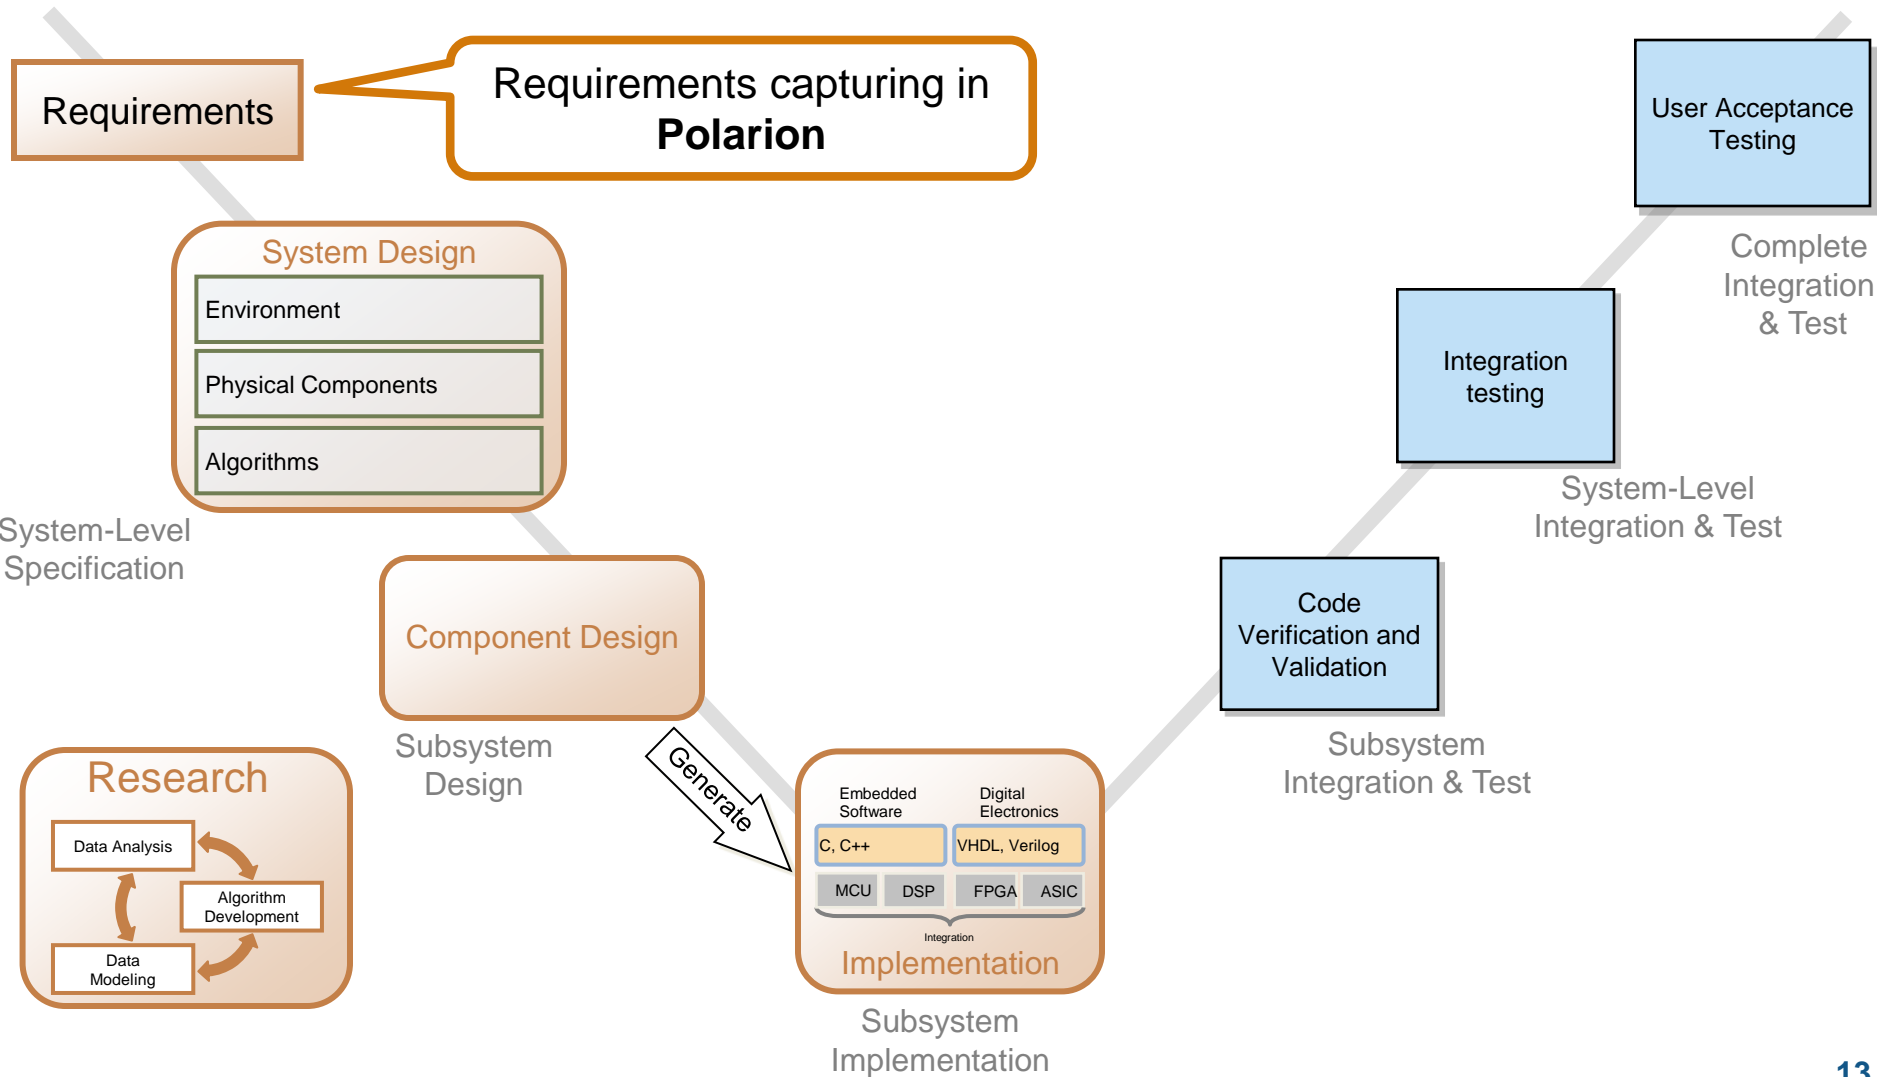 Requirements
Requirements capturing in
Polarion
System Design
Environment
Physical Components
Algorithms
System-Level
Specification
Component Design
Subsystem
Design
Generate
Research
Data Analysis
Algorithm
Development
Data
Modeling
Embedded
Software
Digital
Electronics
C, C++
VHDL, Verilog
MCU
DSP
FPGA
ASIC
Integration
Implementation
Subsystem
Implementation
Code
Verification and
Validation
Subsystem
Integration & Test
Integration
testing
System-Level
Integration & Test
User Acceptance
Testing
Complete
Integration
& Test
13